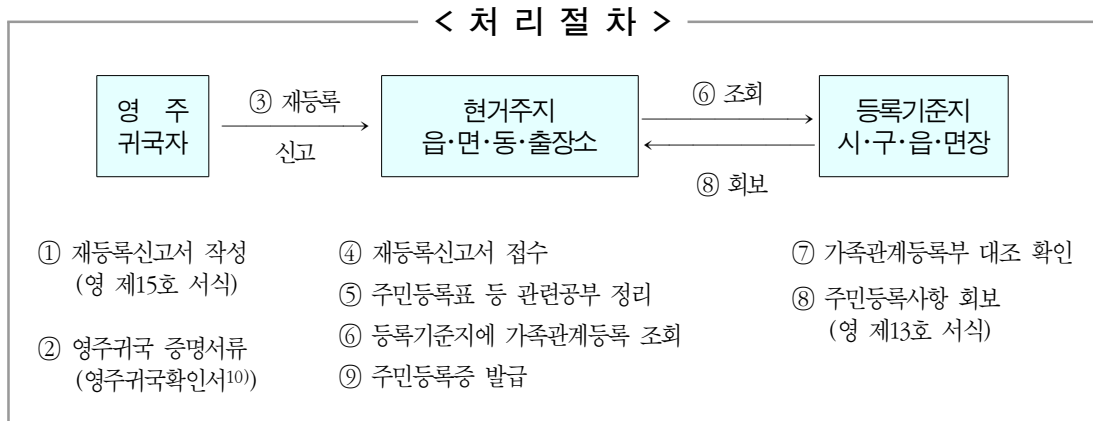 < 처 리 절 차 >
영 주
귀국자
③ 재등록
신고
현거주지
읍·면·동·출장소
⑥ 조회
⑧ 회보
등록기준지
시·구·읍·면장
① 재등록신고서 작성
(영 제15호 서식)
② 영주귀국 증명서류
(영주귀국확인서10))
④ 재등록신고서 접수
⑤ 주민등록표 등 관련공부 정리
⑥ 등록기준지에 가족관계등록 조회
⑨ 주민등록증 발급
⑦ 가족관계등록부 대조 확인
⑧ 주민등록사항 회보
(영 제13호 서식)